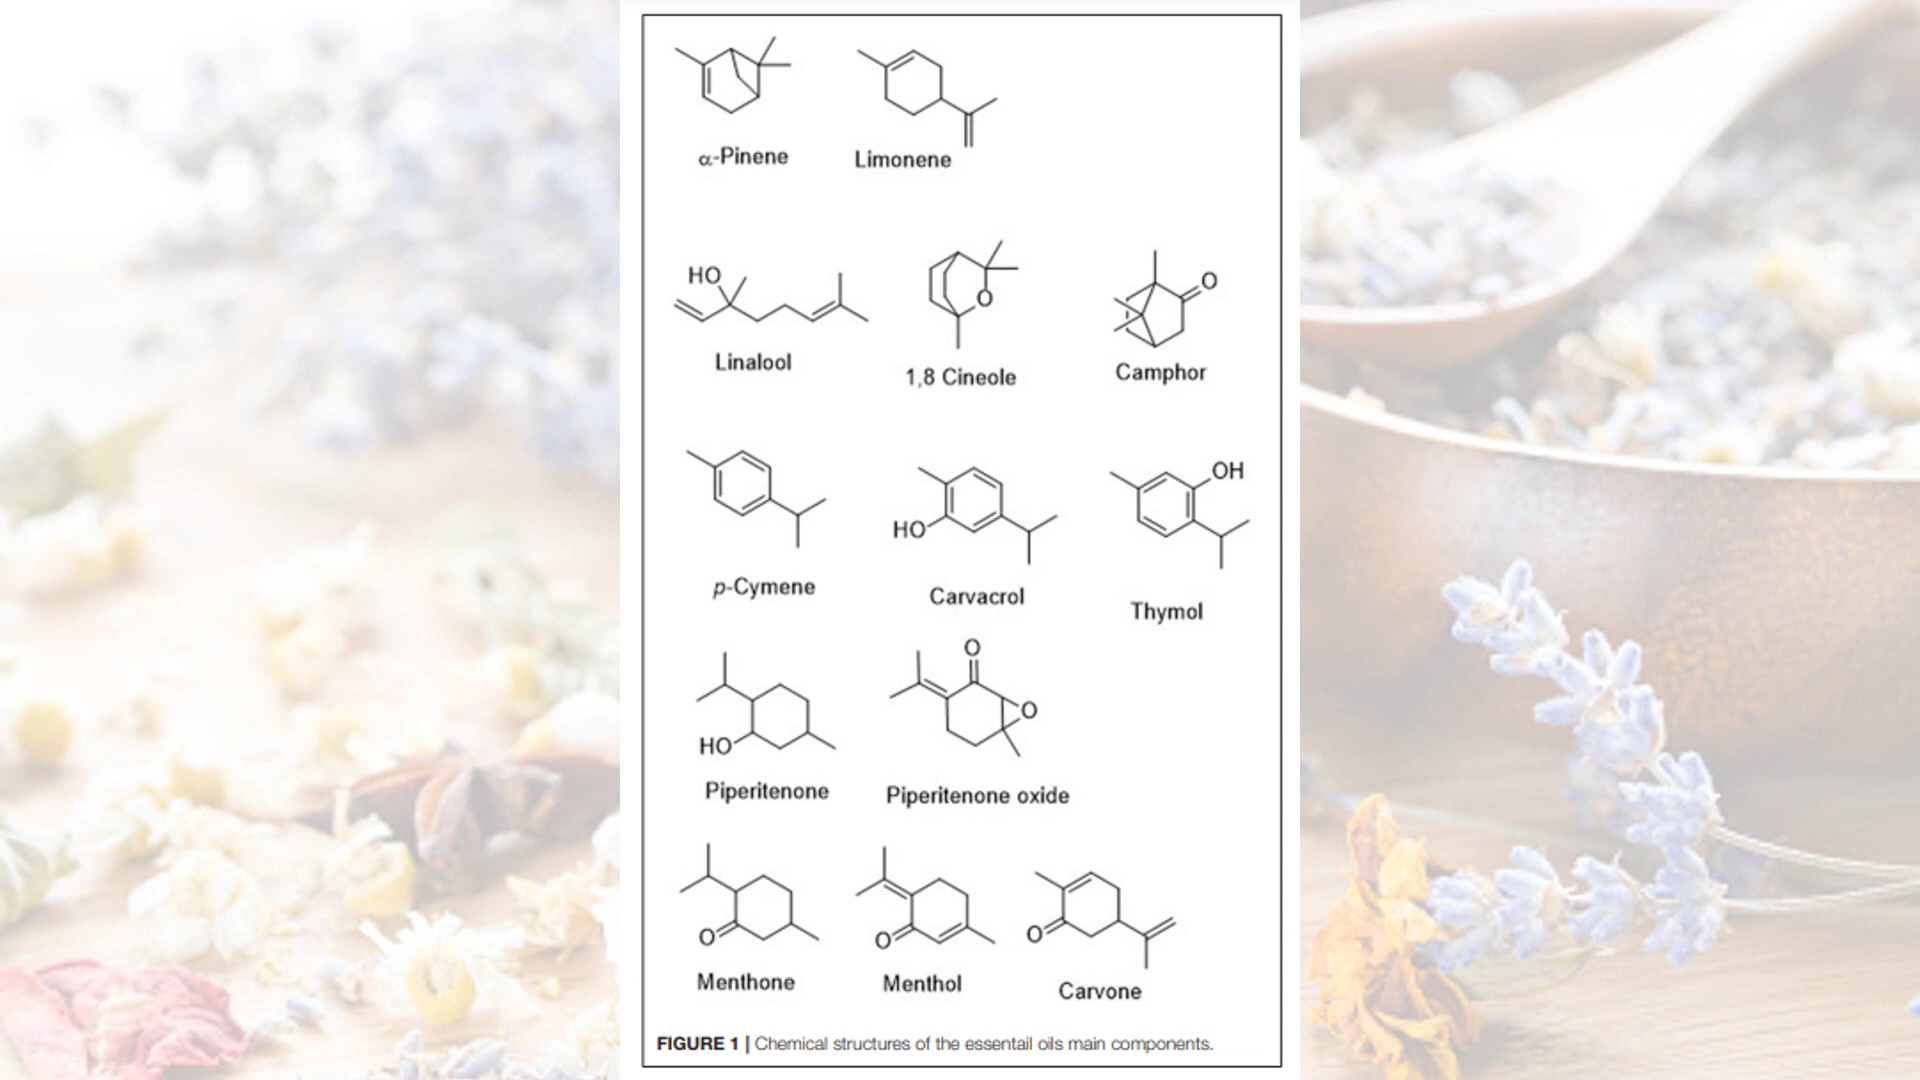 α-Pinene
Limonene
HO
O
O
Linalool
1,8 Cineole
Camphor
HO
OH
p-Cymene
Carvacrol
Thymol
HO
O
O
Piperitenone
Piperitenone oxide
O
O
O
Menthone
Menthol
Carvone
FIGURE 1 | Chemical structures of the essentail oils main components.